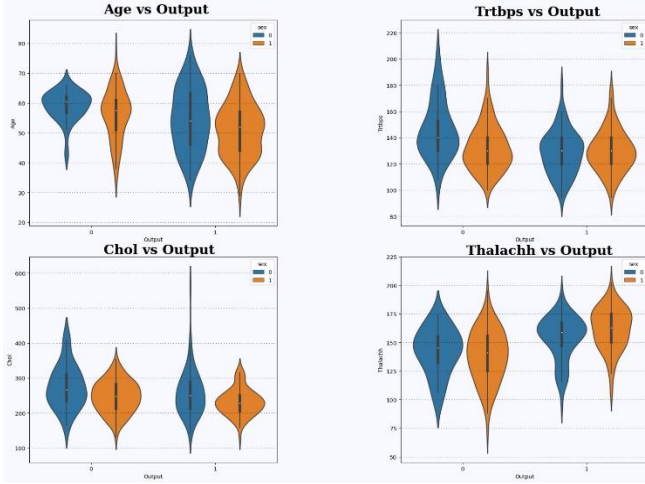 Age vs Output
sex
0
1
80
70
60
50
40
30
20
Age
0
1
Output
Trtbps vs Output
sex
0
1
220
200
180
160
140
120
100
80
Trtbps
0
1
Output
Chol vs Output
sex
0
1
600
500
400
300
200
100
Chol
0
1
Output
Thalachh vs Output
sex
0
1
225
200
175
150
125
100
75
50
Thalachh
0
1
Output